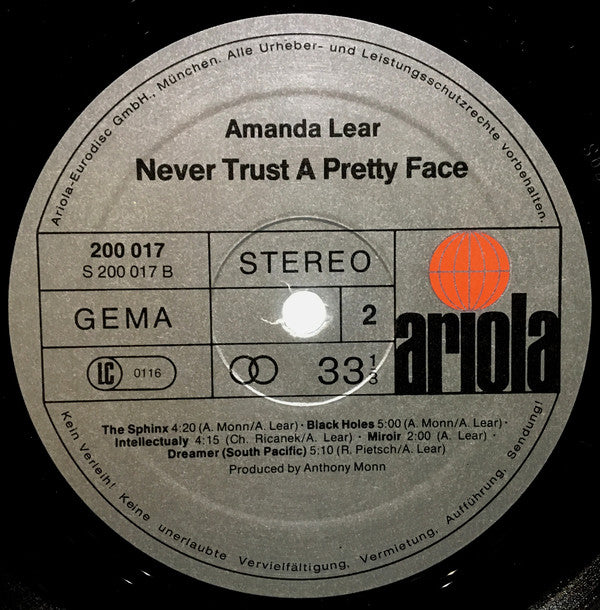 Ariola-Eurodisc GmbH., München. Alle Urheber- und Leistungsschutzrechte vorbehalten.
Amanda Lear
Never Trust A Pretty Face
200 017
S 200 017 B
STEREO
GEMA
2
ariola
LC 0116
33 1/3
The Sphinx 4:20 (A. Monn/A. Lear) · Black Holes 5:00 (A. Monn/A. Lear) ·
Intellectualy 4:15 (Ch. Ricanek/A. Lear) · Miroir 2:00 (A. Lear) ·
Dreamer (South Pacific) 5:10 (R. Pietsch/A. Lear)
Produced by Anthony Monn
Kein Verleih! Keine unerlaubte Vervielfältigung, Vermietung, Aufführung, Sendung!